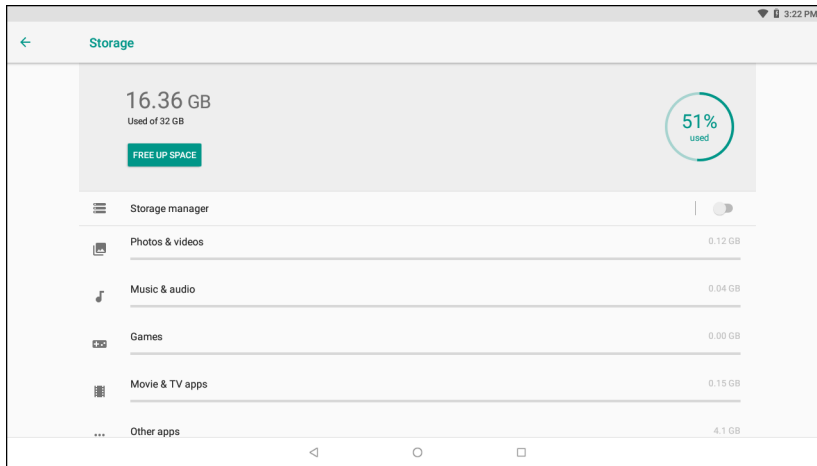 3:22 PM
Storage
16.36 GB
Used of 32 GB
51%
used
FREE UP SPACE
Storage manager
Photos & videos 0.12 GB
Music & audio 0.04 GB
Games 0.00 GB
Movie & TV apps 0.15 GB
Other apps 4.1 GB